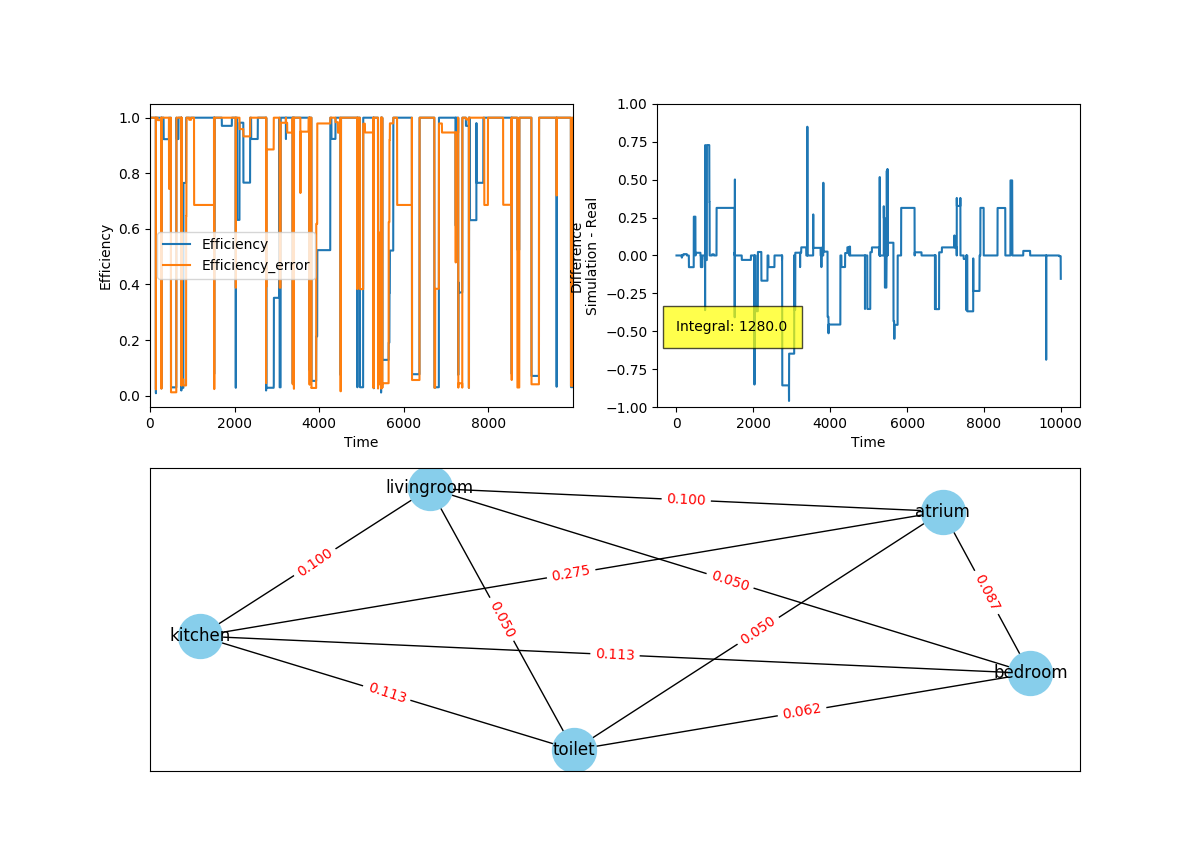 1.0
0.8
0.6
0.4
0.2
0.0
Efficiency
Efficiency
Efficiency_error
0
2000
4000
6000
8000
Time
1.00
0.75
0.50
0.25
0.00
−0.25
−0.50
−0.75
−1.00
Difference
Simulation - Real
Integral: 1280.0
0
2000
4000
6000
8000
10000
Time
livingroom
0.100
atrium
0.100
0.275
0.050
0.087
0.050
0.050
kitchen
0.113
bedroom
0.113
0.062
toilet